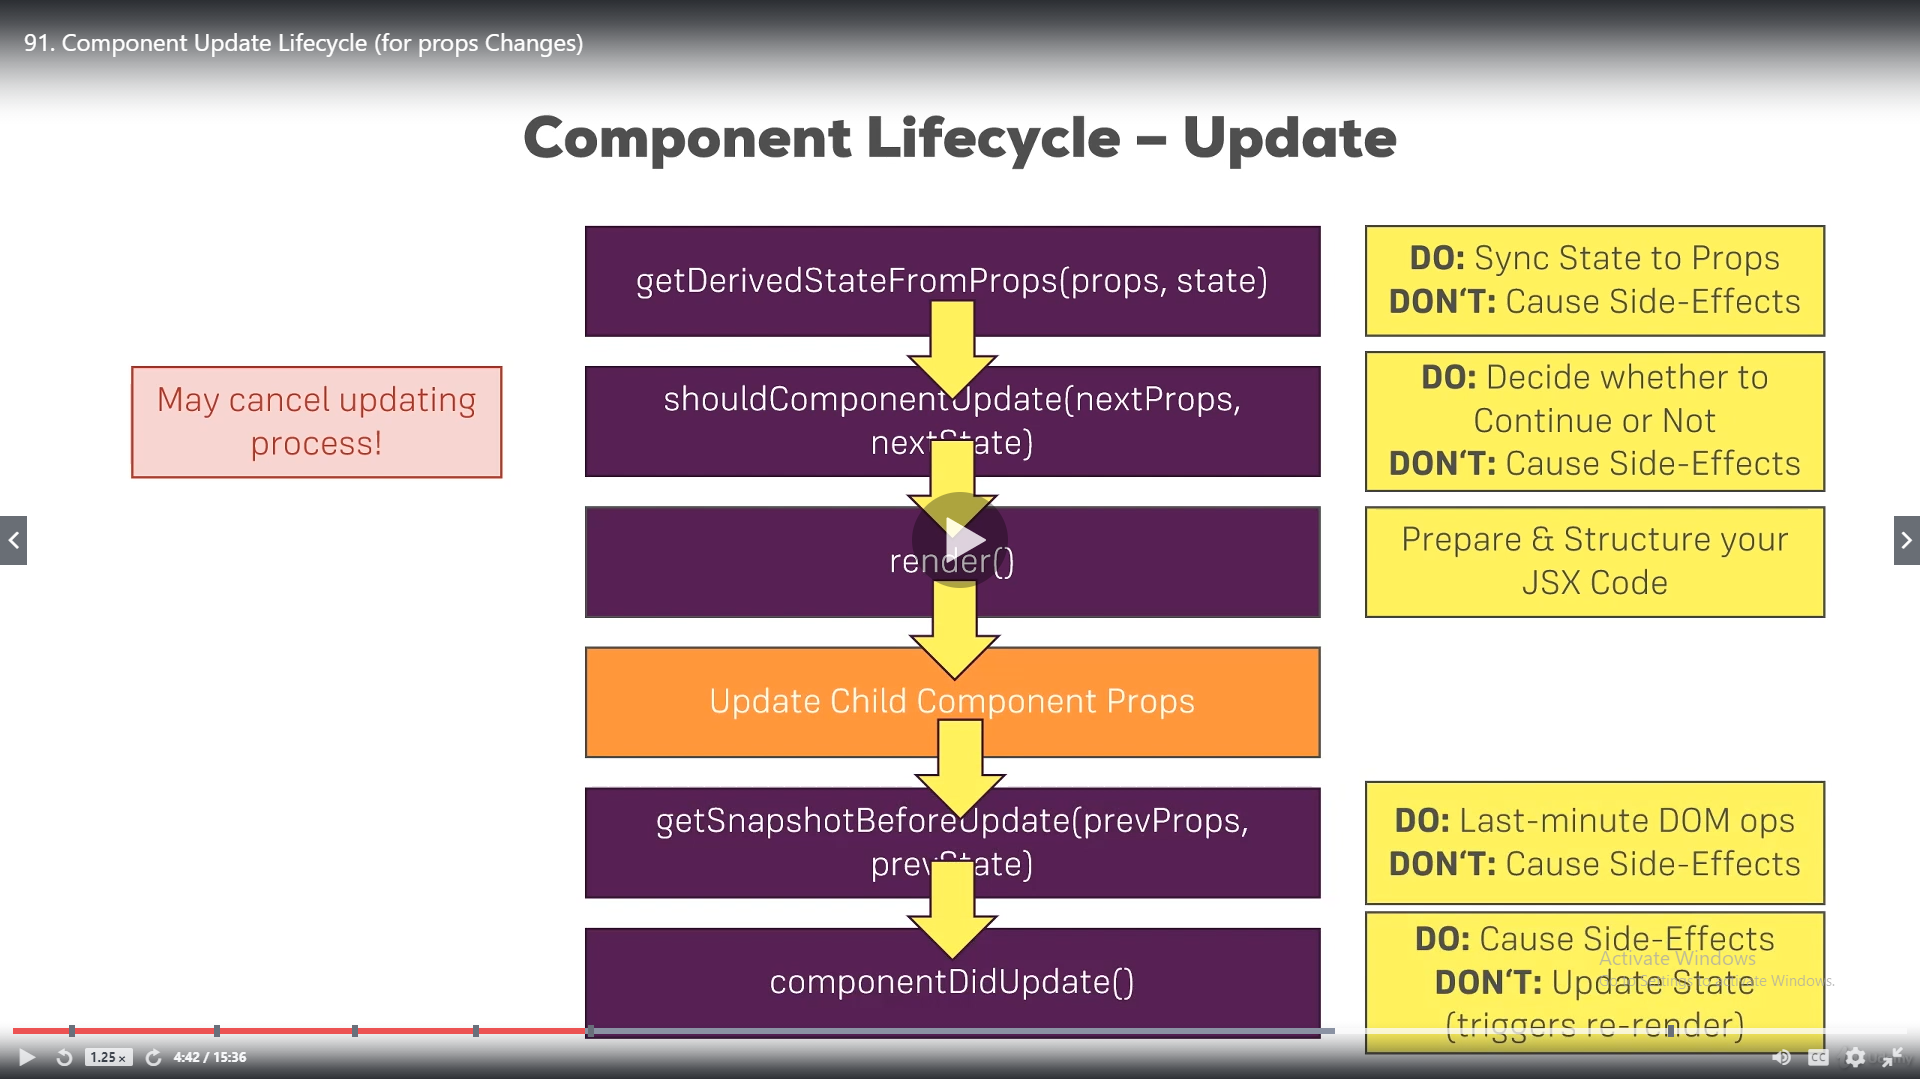 91. Component Update Lifecycle (for props Changes)
Component Lifecycle – Update
getDerivedStateFromProps(props, state)
DO: Sync State to Props
DON‘T: Cause Side-Effects
May cancel updating
process!
shouldComponentUpdate(nextProps,
nextState)
DO: Decide whether to
Continue or Not
DON‘T: Cause Side-Effects
render()
Prepare & Structure your
JSX Code
Update Child Component Props
getSnapshotBeforeUpdate(prevProps,
prevState)
DO: Last-minute DOM ops
DON‘T: Cause Side-Effects
componentDidUpdate()
DO: Cause Side-Effects
DON‘T: Update State
(triggers re-render)
Activate Windows
Go to Settings to activate Windows.
1.25 x
4:42 / 15:36
CC